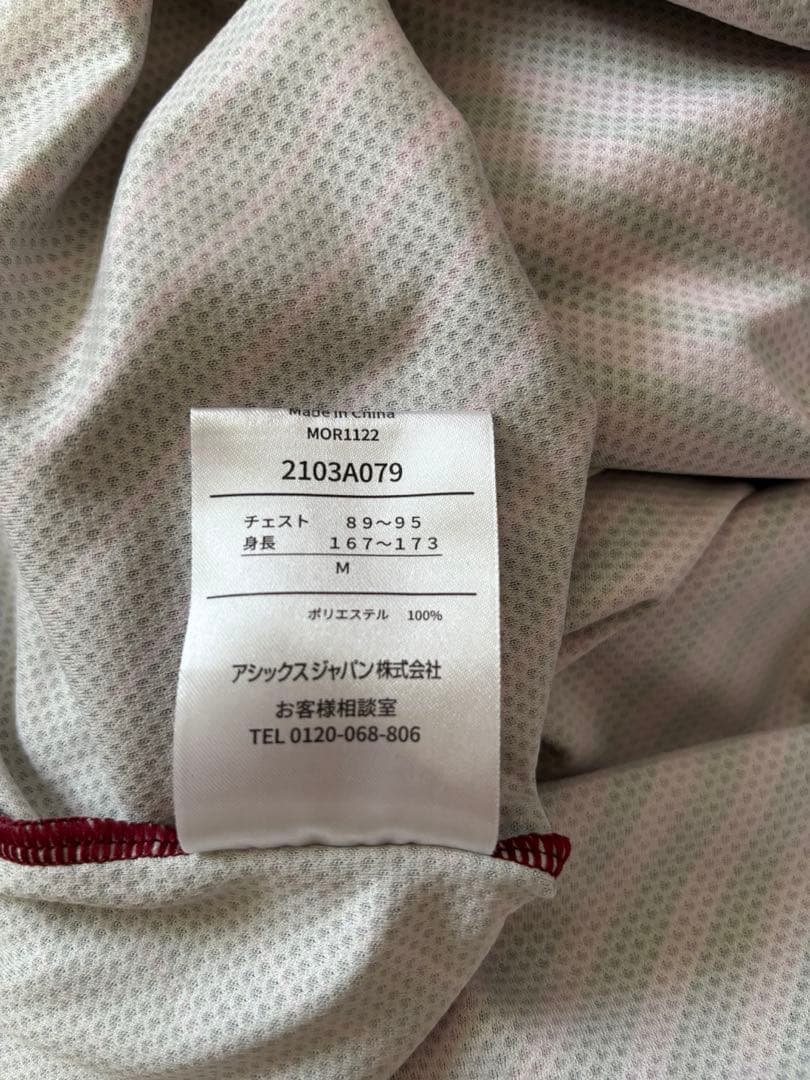 Made in China
MOR1122
2103A079
チェスト 89～95
身長 167～173
M
ポリエステル 100%
アシックスジャパン株式会社
お客様相談室
TEL 0120-068-806